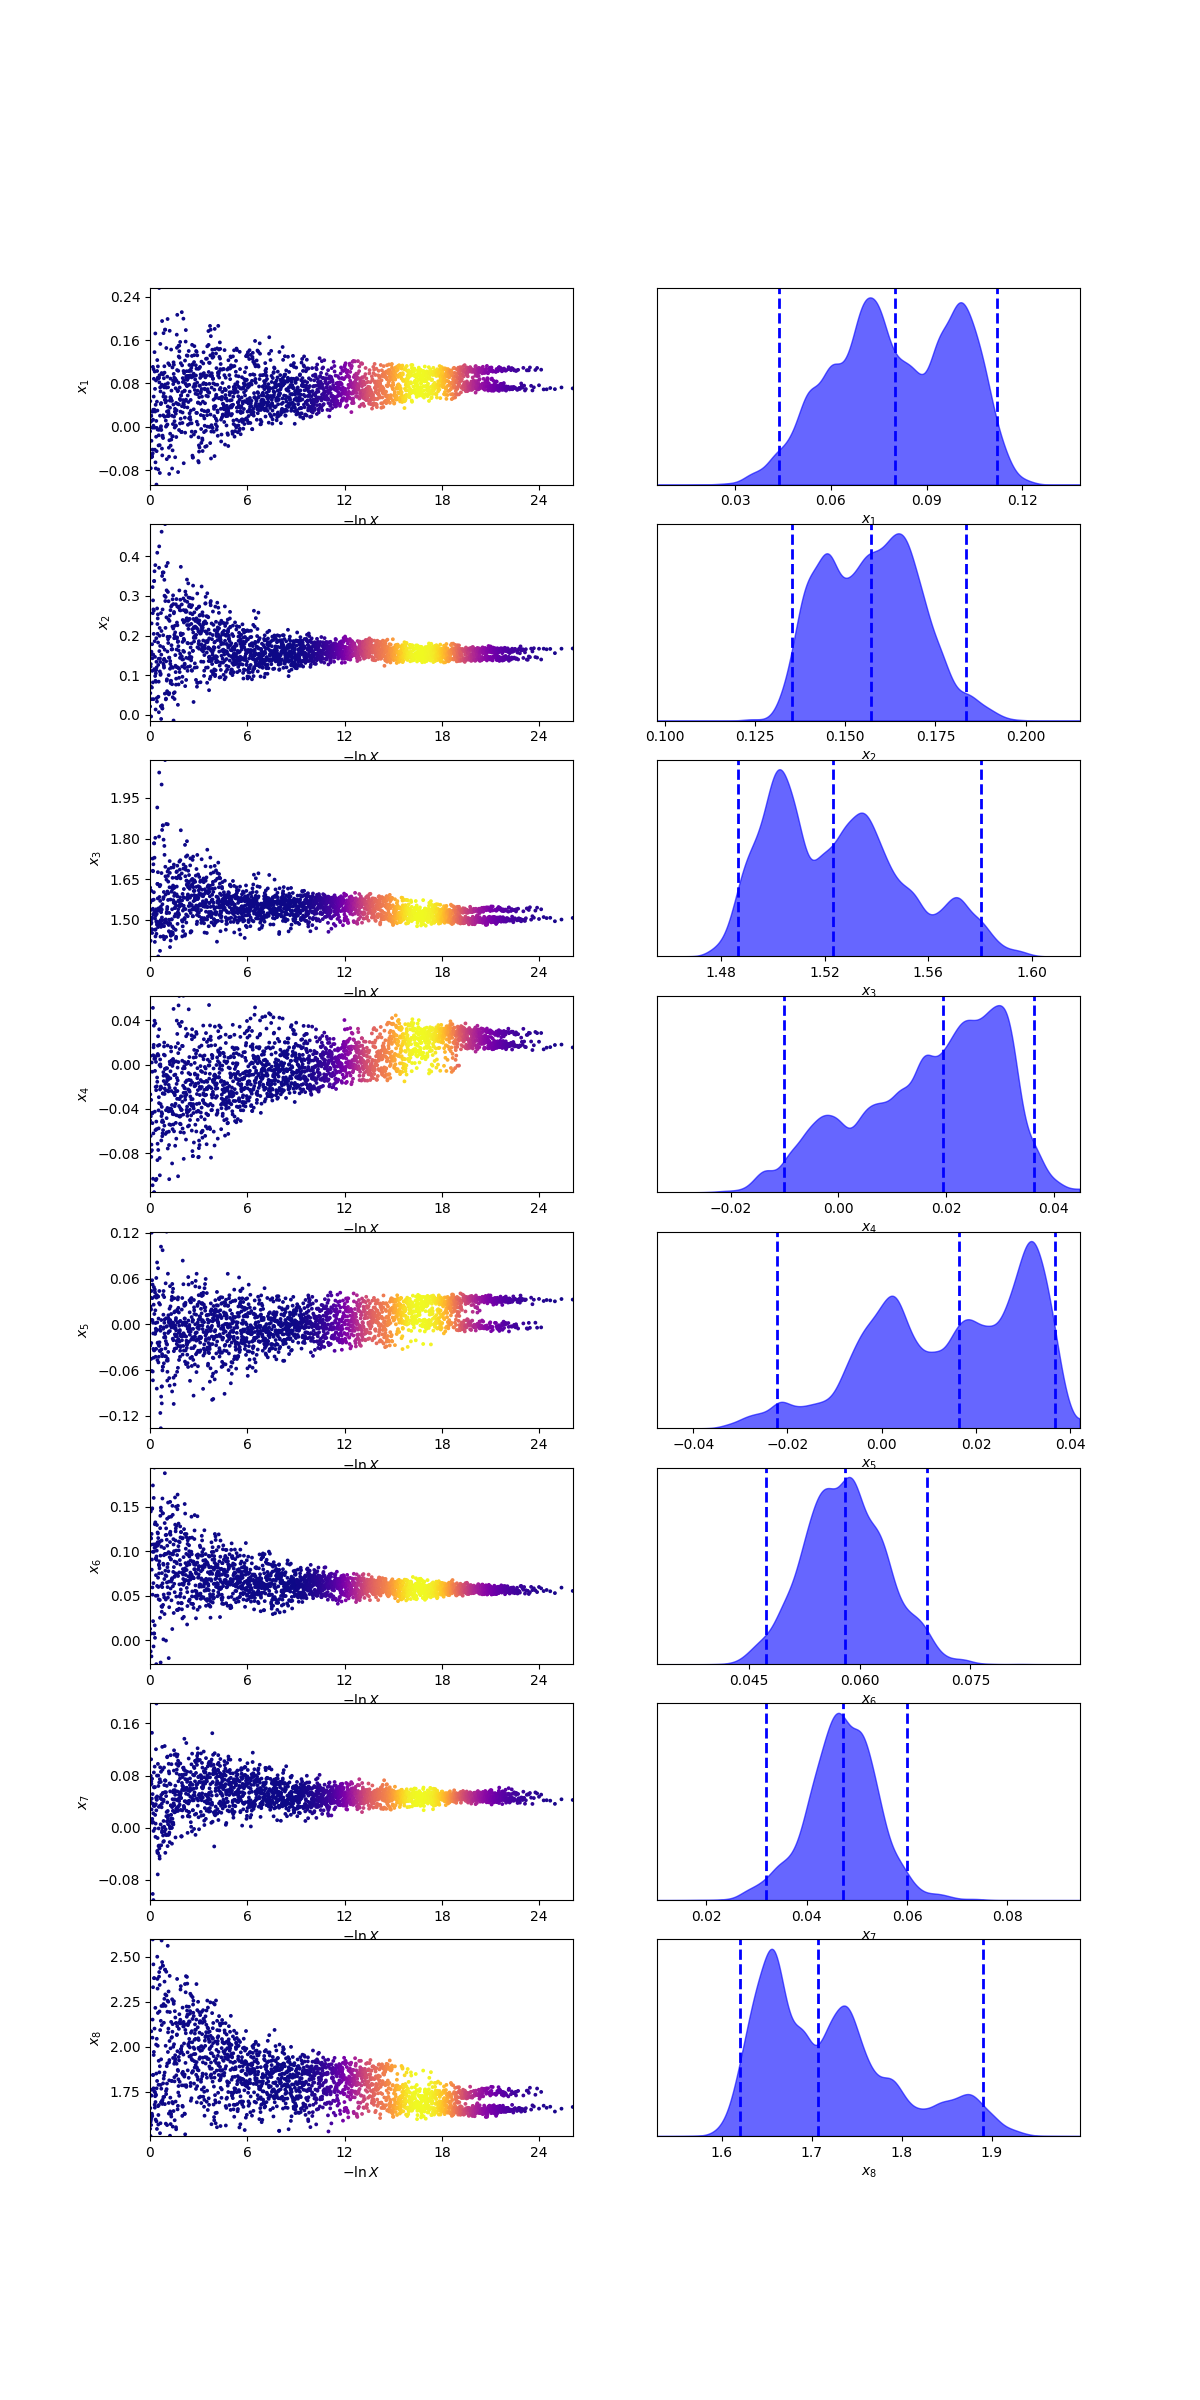 0.24
0.16
0.08
0.00
−0.08
x₁
0 6 12 18 24
−ln X
0.03 0.06 0.09 0.12
x₁
0.4
0.3
0.2
0.1
0.0
x₂
0 6 12 18 24
−ln X
0.100 0.125 0.150 0.175 0.200
x₂
1.95
1.80
1.65
1.50
x₃
0 6 12 18 24
−ln X
1.48 1.52 1.56 1.60
x₃
0.04
0.00
−0.04
−0.08
x₄
0 6 12 18 24
−ln X
−0.02 0.00 0.02 0.04
x₄
0.12
0.06
0.00
−0.06
−0.12
x₅
0 6 12 18 24
−ln X
−0.04 −0.02 0.00 0.02 0.04
x₅
0.15
0.10
0.05
0.00
x₆
0 6 12 18 24
−ln X
0.045 0.060 0.075
x₆
0.16
0.08
0.00
−0.08
x₇
0 6 12 18 24
−ln X
0.02 0.04 0.06 0.08
x₇
2.50
2.25
2.00
1.75
x₈
0 6 12 18 24
−ln X
1.6 1.7 1.8 1.9
x₈